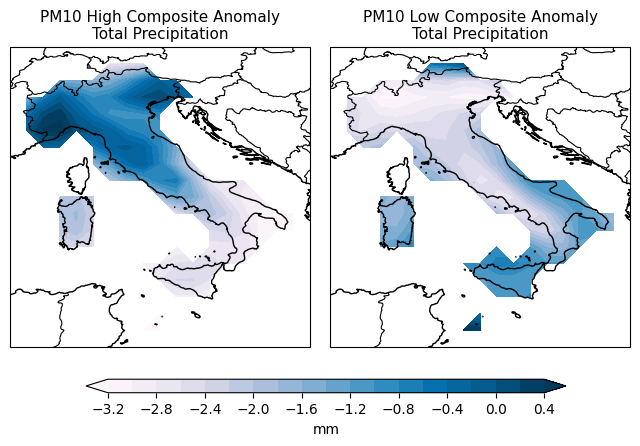 PM10 High Composite Anomaly
Total Precipitation
PM10 Low Composite Anomaly
Total Precipitation
−3.2 −2.8 −2.4 −2.0 −1.6 −1.2 −0.8 −0.4 0.0 0.4
mm